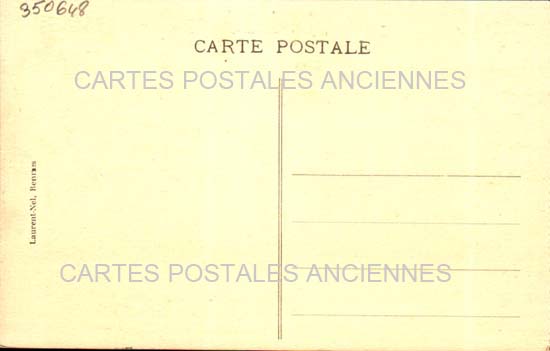 350648
CARTE POSTALE
CARTES POSTALES ANCIENNES
Laurent-Nel, Rennes
CARTES POSTALES ANCIENNES